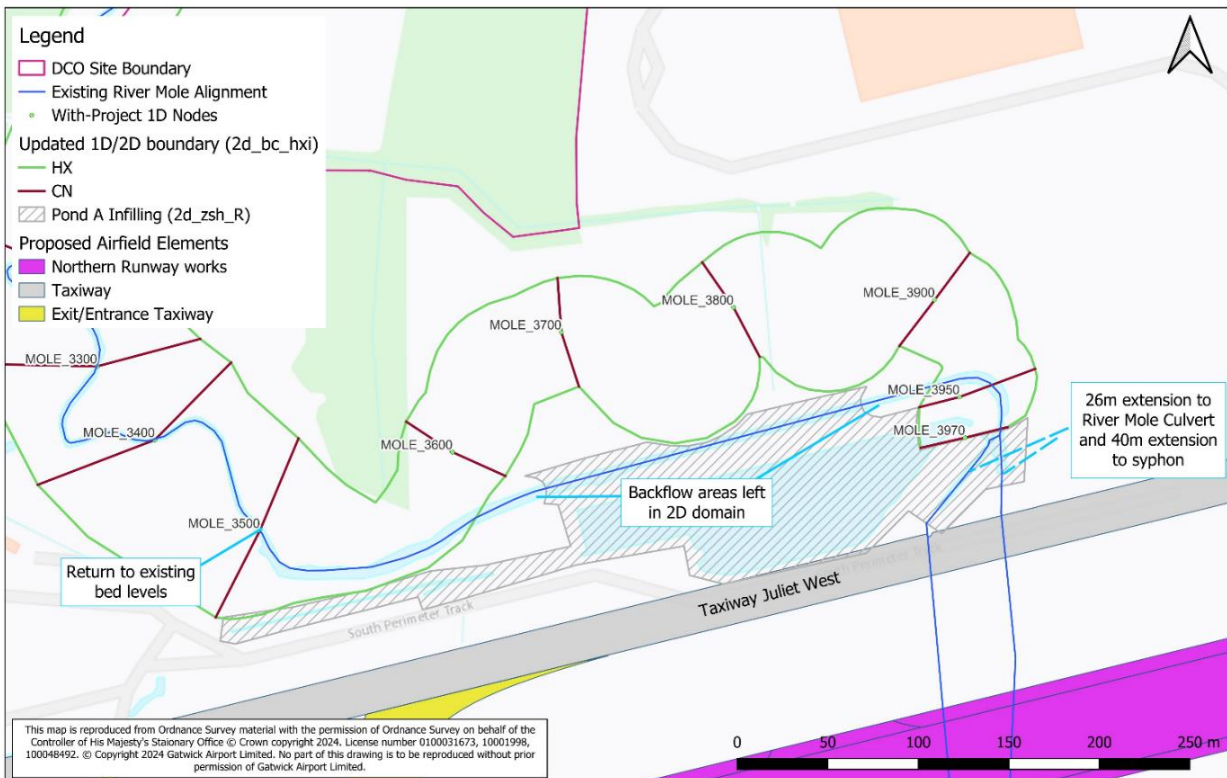 Legend
DCO Site Boundary
Existing River Mole Alignment
With-Project 1D Nodes
Updated 1D/2D boundary (2d_bc_hxi)
HX
CN
Pond A Infilling (2d_zsh_R)
Proposed Airfield Elements
Northern Runway works
Taxiway
Exit/Entrance Taxiway
MOLE_3300
MOLE_3400
MOLE_3500
MOLE_3600
MOLE_3700
MOLE_3800
MOLE_3900
MOLE_3950
MOLE_3970
26m extension to
River Mole Culvert
and 40m extension
to syphon
Backflow areas left
in 2D domain
Return to existing
bed levels
South Perimeter Track
Perimeter Track
Taxiway Juliet West
This map is reproduced from Ordnance Survey material with the permission of Ordnance Survey on behalf of the
Controller of His Majesty's Staionary Office © Crown copyright 2024. License number 0100031673, 10001998,
100048492. © Copyright 2024 Gatwick Airport Limited. No part of this drawing is to be reproduced without prior
permission of Gatwick Airport Limited.
0 50 100 150 200 250 m